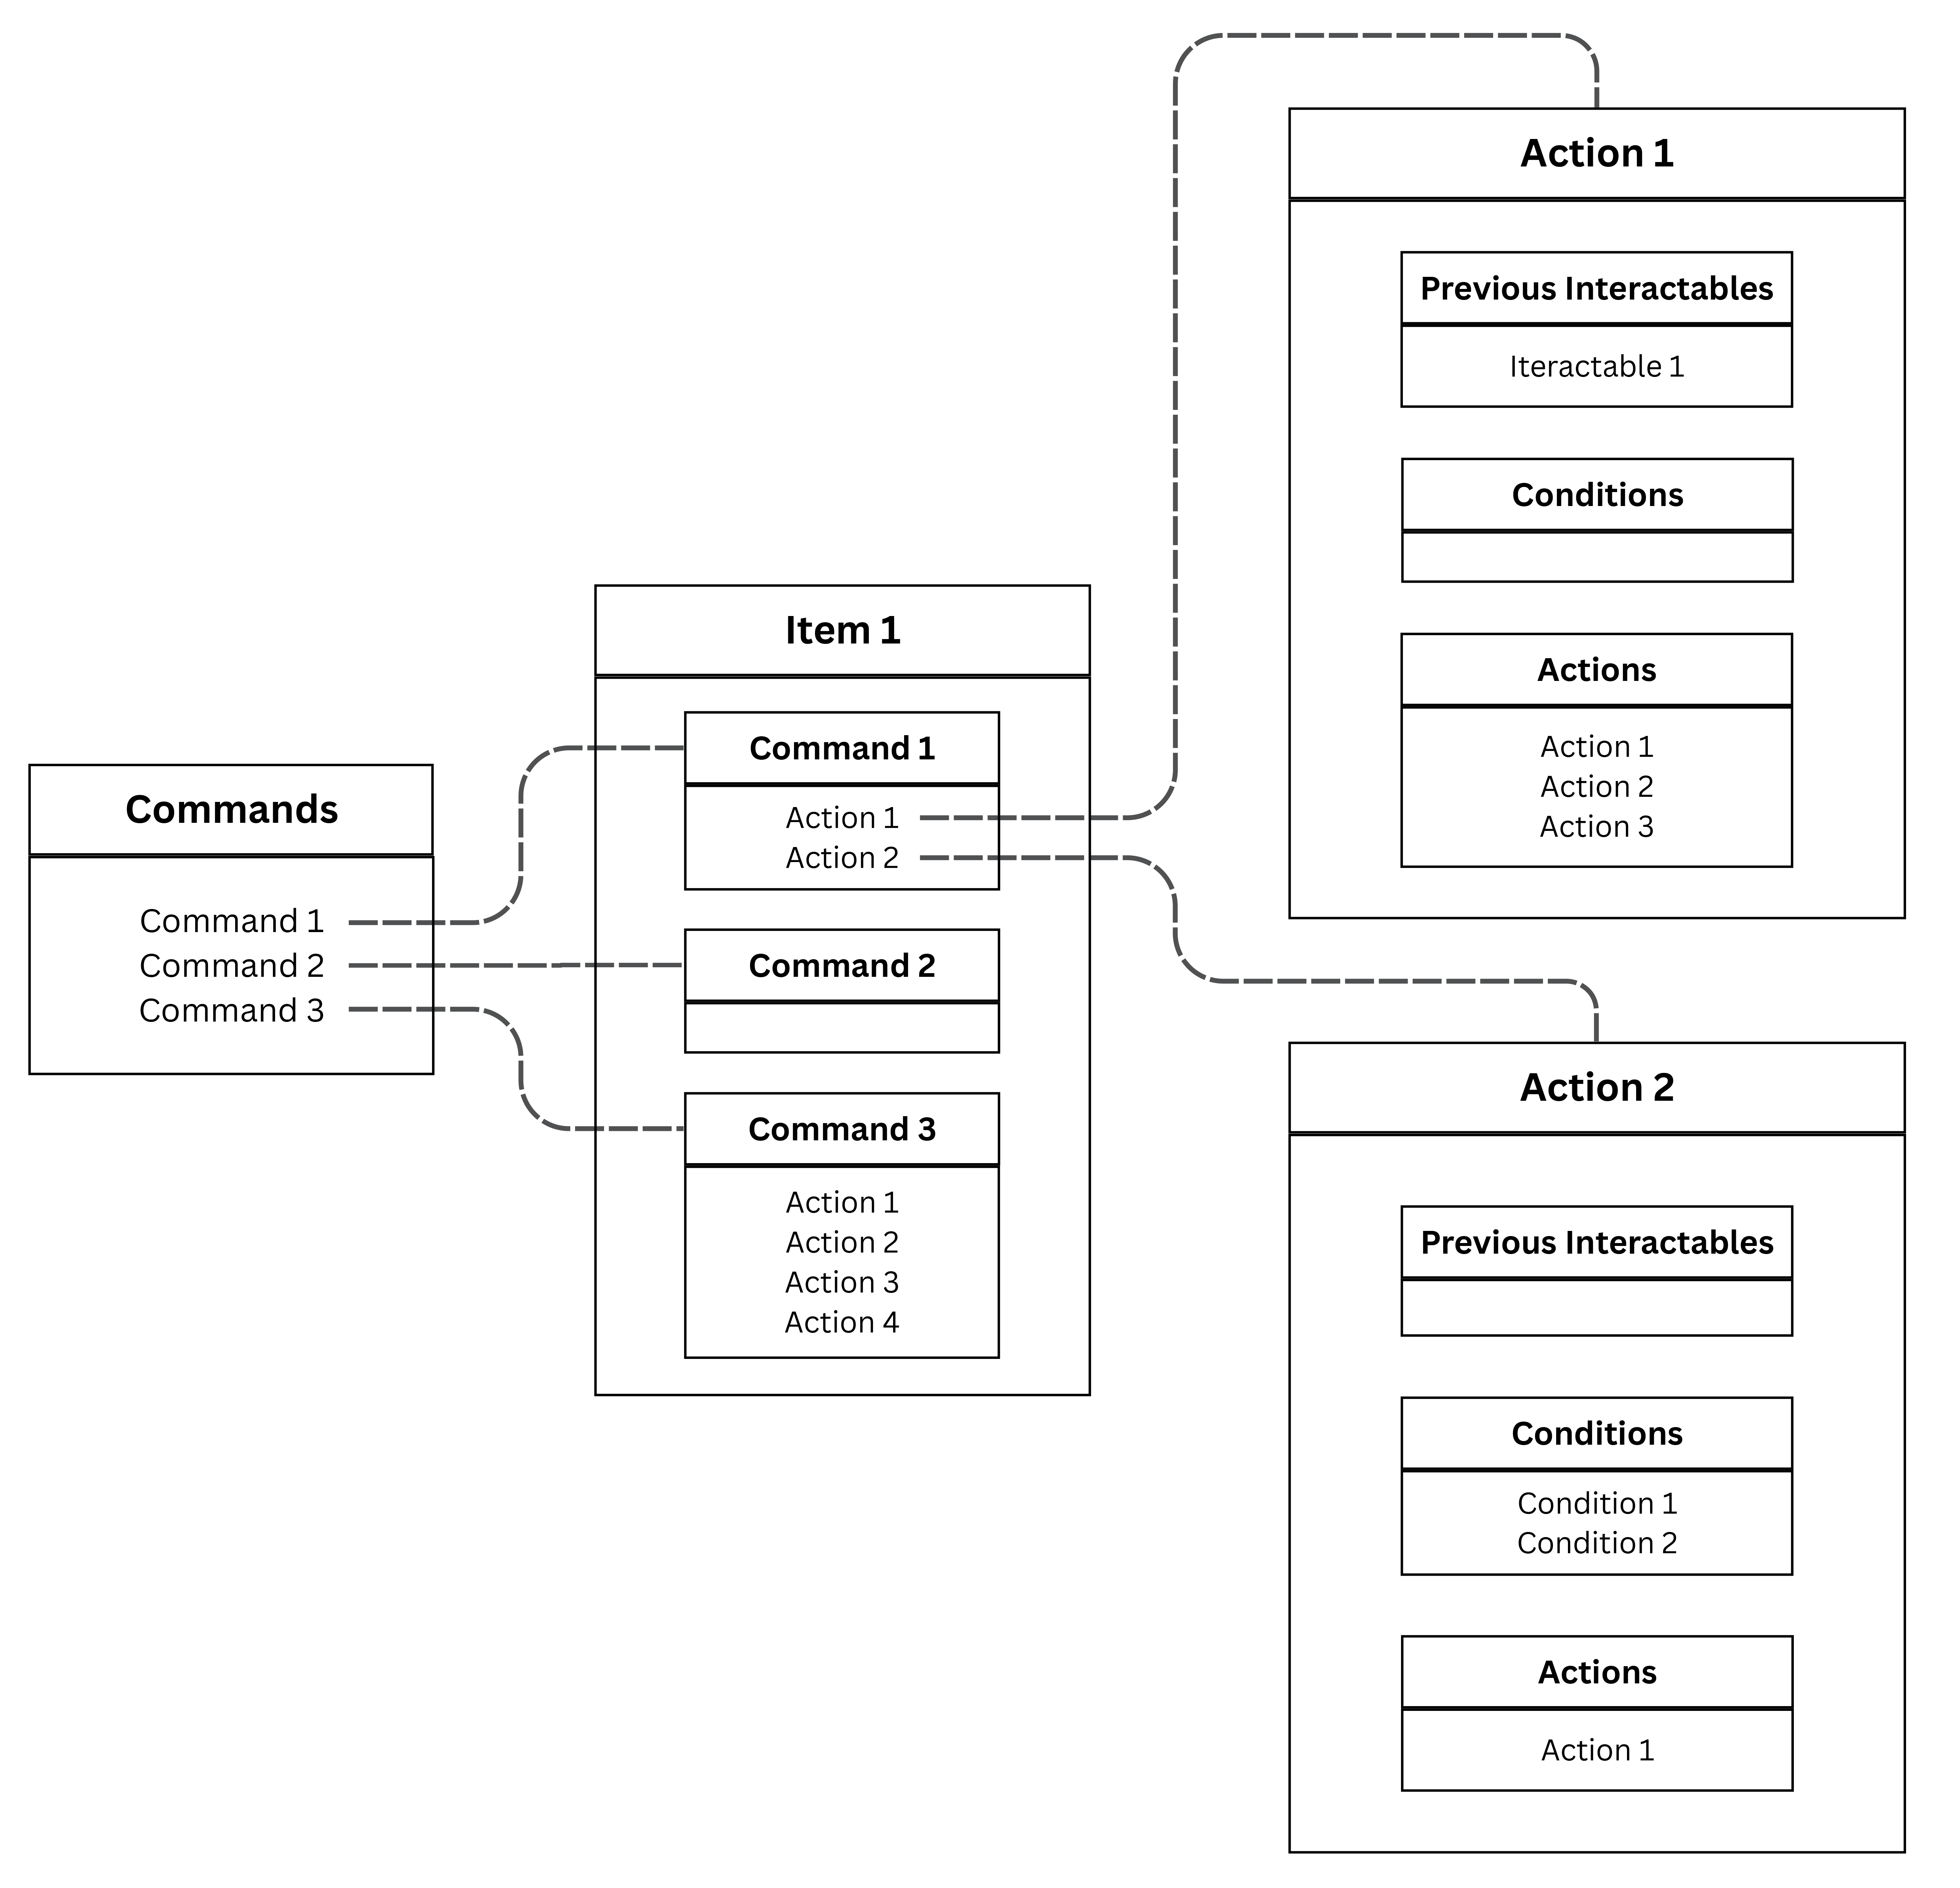 Commands
Command 1
Command 2
Command 3
Item 1
Command 1
Action 1
Action 2
Command 2
Command 3
Action 1
Action 2
Action 3
Action 4
Action 1
Previous Interactables
Iteractable 1
Conditions
Actions
Action 1
Action 2
Action 3
Action 2
Previous Interactables
Conditions
Condition 1
Condition 2
Actions
Action 1